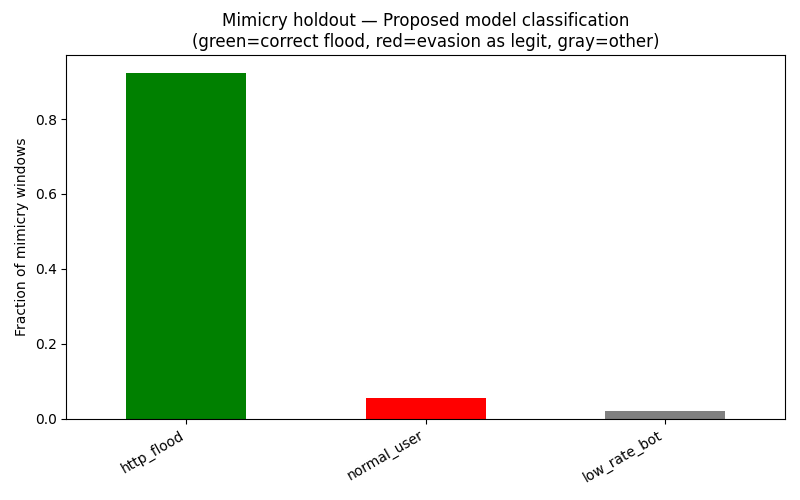 Mimicry holdout — Proposed model classification
(green=correct flood, red=evasion as legit, gray=other)
Fraction of mimicry windows
0.8
0.6
0.4
0.2
0.0
http_flood
normal_user
low_rate_bot